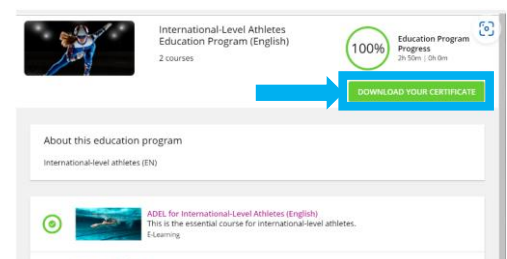 International-Level Athletes
Education Program (English)
2 courses
100%
Education Program
Progress
2h 50m | 0h 0m
DOWNLOAD YOUR CERTIFICATE
About this education program
International-level athletes (EN)
ADEL for International-Level Athletes (English)
This is the essential course for international-level athletes.
E-Learning